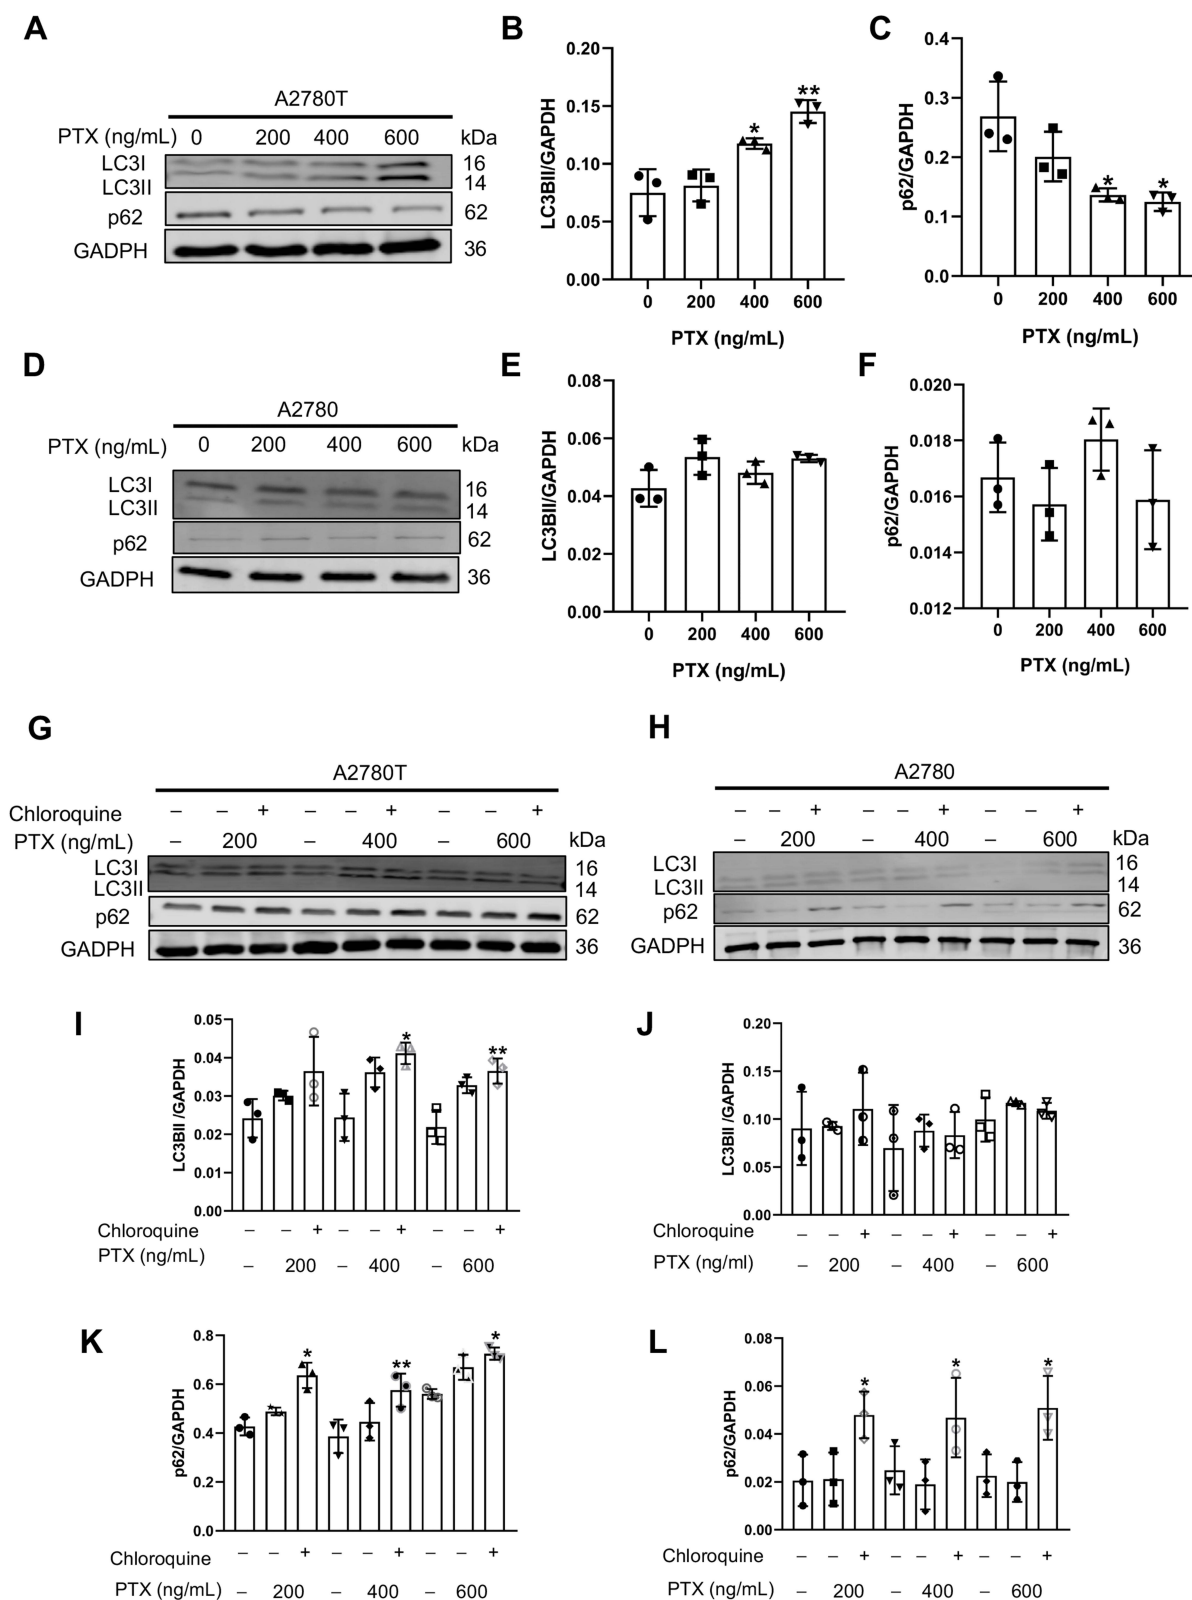 A
A2780T
PTX (ng/mL) 0 200 400 600 kDa
LC3I 16
LC3II 14
p62 62
GADPH 36
B
LC3BII/GAPDH
0.20
0.15
0.10
0.05
0.00
* **
0 200 400 600
PTX (ng/mL)
C
p62/GAPDH
0.4
0.3
0.2
0.1
0.0
* *
0 200 400 600
PTX (ng/mL)
D
A2780
PTX (ng/mL) 0 200 400 600 kDa
LC3I 16
LC3II 14
p62 62
GADPH 36
E
LC3BII/GAPDH
0.08
0.06
0.04
0.02
0.00
0 200 400 600
PTX (ng/mL)
F
p62/GAPDH
0.020
0.018
0.016
0.014
0.012
0 200 400 600
PTX (ng/mL)
G
A2780T
Chloroquine – – + – – + – – +
PTX (ng/mL) – 200 – 400 – 600 kDa
LC3I 16
LC3II 14
p62 62
GADPH 36
H
A2780
– – + – – + – – +
– 200 – 400 – 600 kDa
LC3I 16
LC3II 14
p62 62
GADPH 36
I
LC3BII /GAPDH
0.05
0.04
0.03
0.02
0.01
0.00
* **
Chloroquine – – + – – + – – +
PTX (ng/mL) – 200 – 400 – 600
J
LC3BII/GAPDH
0.20
0.15
0.10
0.05
0.00
Chloroquine – – + – – + – – +
PTX (ng/ml) – 200 – 400 – 600
K
p62/GAPDH
0.8
0.6
0.4
0.2
0.0
* ** *
Chloroquine – – + – – + – – +
PTX (ng/mL) – 200 – 400 – 600
L
p62/GAPDH
0.08
0.06
0.04
0.02
0.00
* * *
Chloroquine – – + – – + – – +
PTX (ng/mL) – 200 – 400 – 600